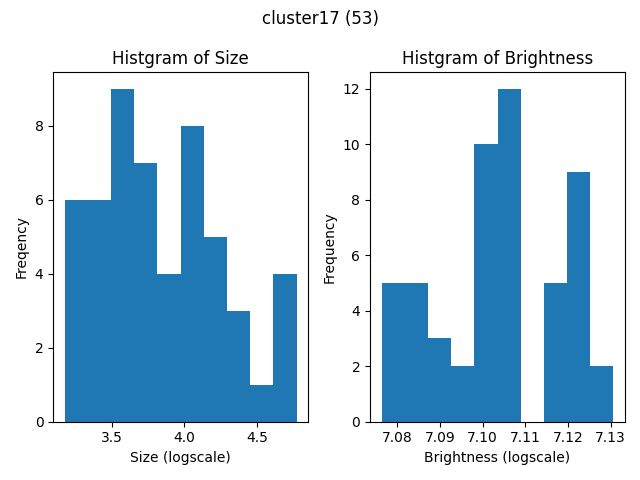 cluster17 (53)
Histgram of Size
Histgram of Brightness
Freqency
8
6
4
2
0
3.5 4.0 4.5
Size (logscale)
Frequency
12
10
8
6
4
2
0
7.08 7.09 7.10 7.11 7.12 7.13
Brightness (logscale)